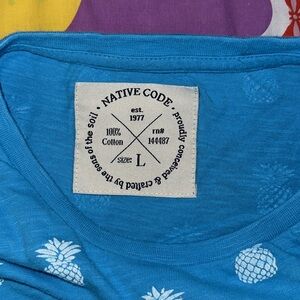 • NATIVE CODE •
est.
1977
100%
Cotton
rn#
144487
size: L
proudly conceived & crafted by the sons of the soil